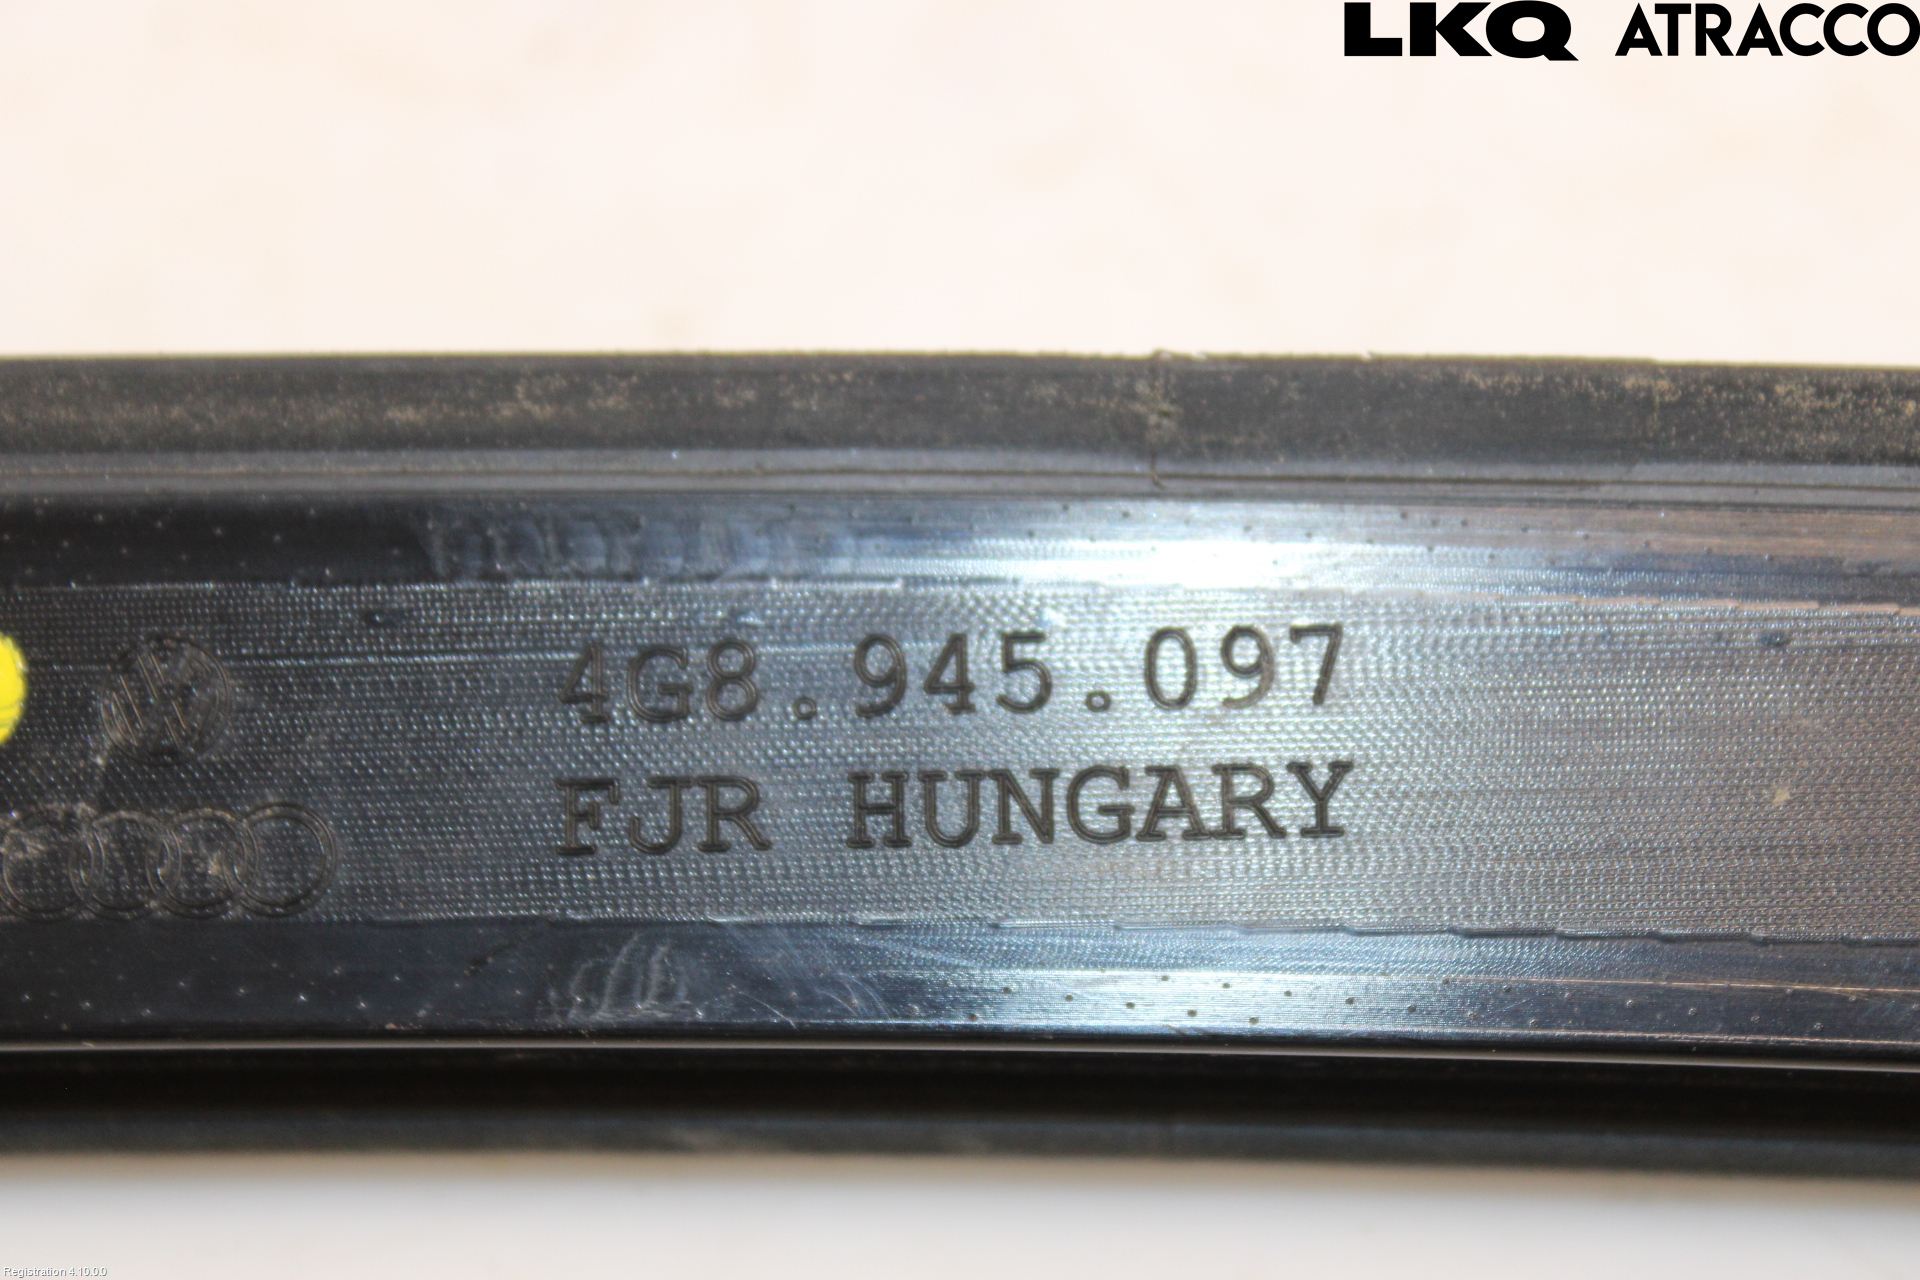 LKQ ATRACCO
4G8.945.097
FJR HUNGARY
Registration 4.10.0.0